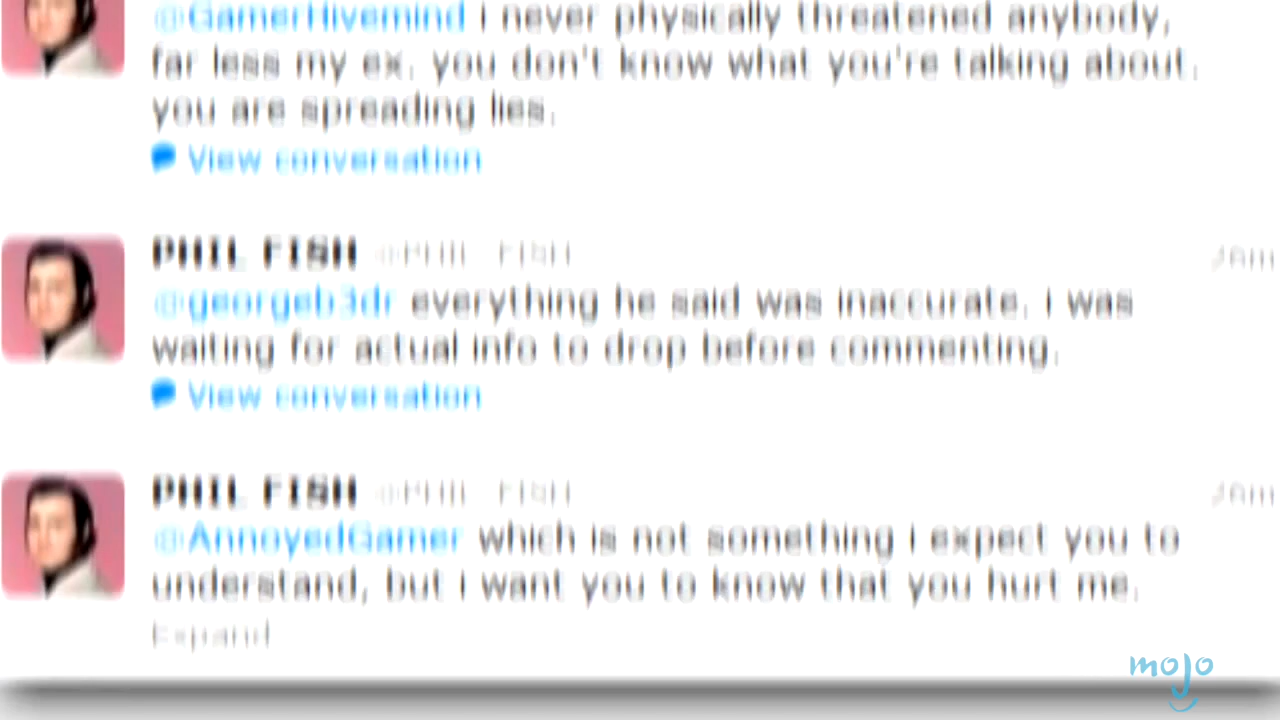 @GamerHivemind i never physically threatened anybody,
far less my ex. you don't know what you're talking about.
you are spreading lies.
View conversation
PHIL FISH @PHIL_FISH
@georgeb3dr everything he said was inaccurate. i was
waiting for actual info to drop before commenting.
View conversation
PHIL FISH @PHIL_FISH
@AnnoyedGamer which is not something i expect you to
understand, but i want you to know that you hurt me.
Expand
mojo